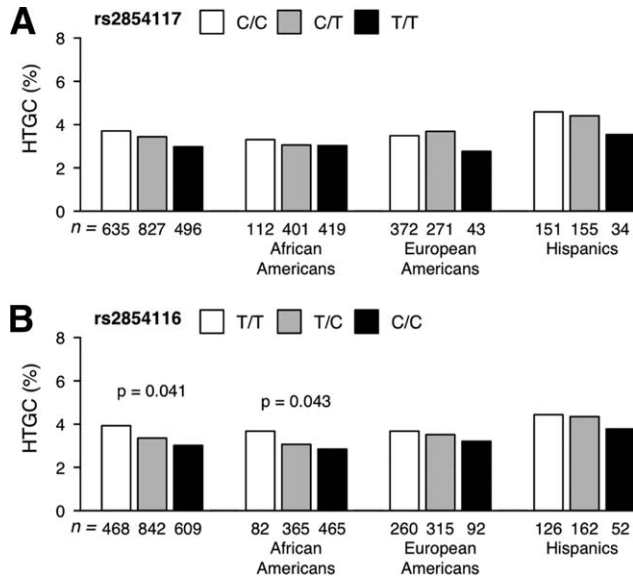 A rs2854117 C/C C/T T/T
HTGC (%)
8
6
4
2
0
n = 635 827 496 112 401 419 372 271 43 151 155 34
African European Hispanics
Americans Americans
B rs2854116 T/T T/C C/C
HTGC (%)
8
6
4
2
0
p = 0.041 p = 0.043
n = 468 842 609 82 365 465 260 315 92 126 162 52
African European Hispanics
Americans Americans